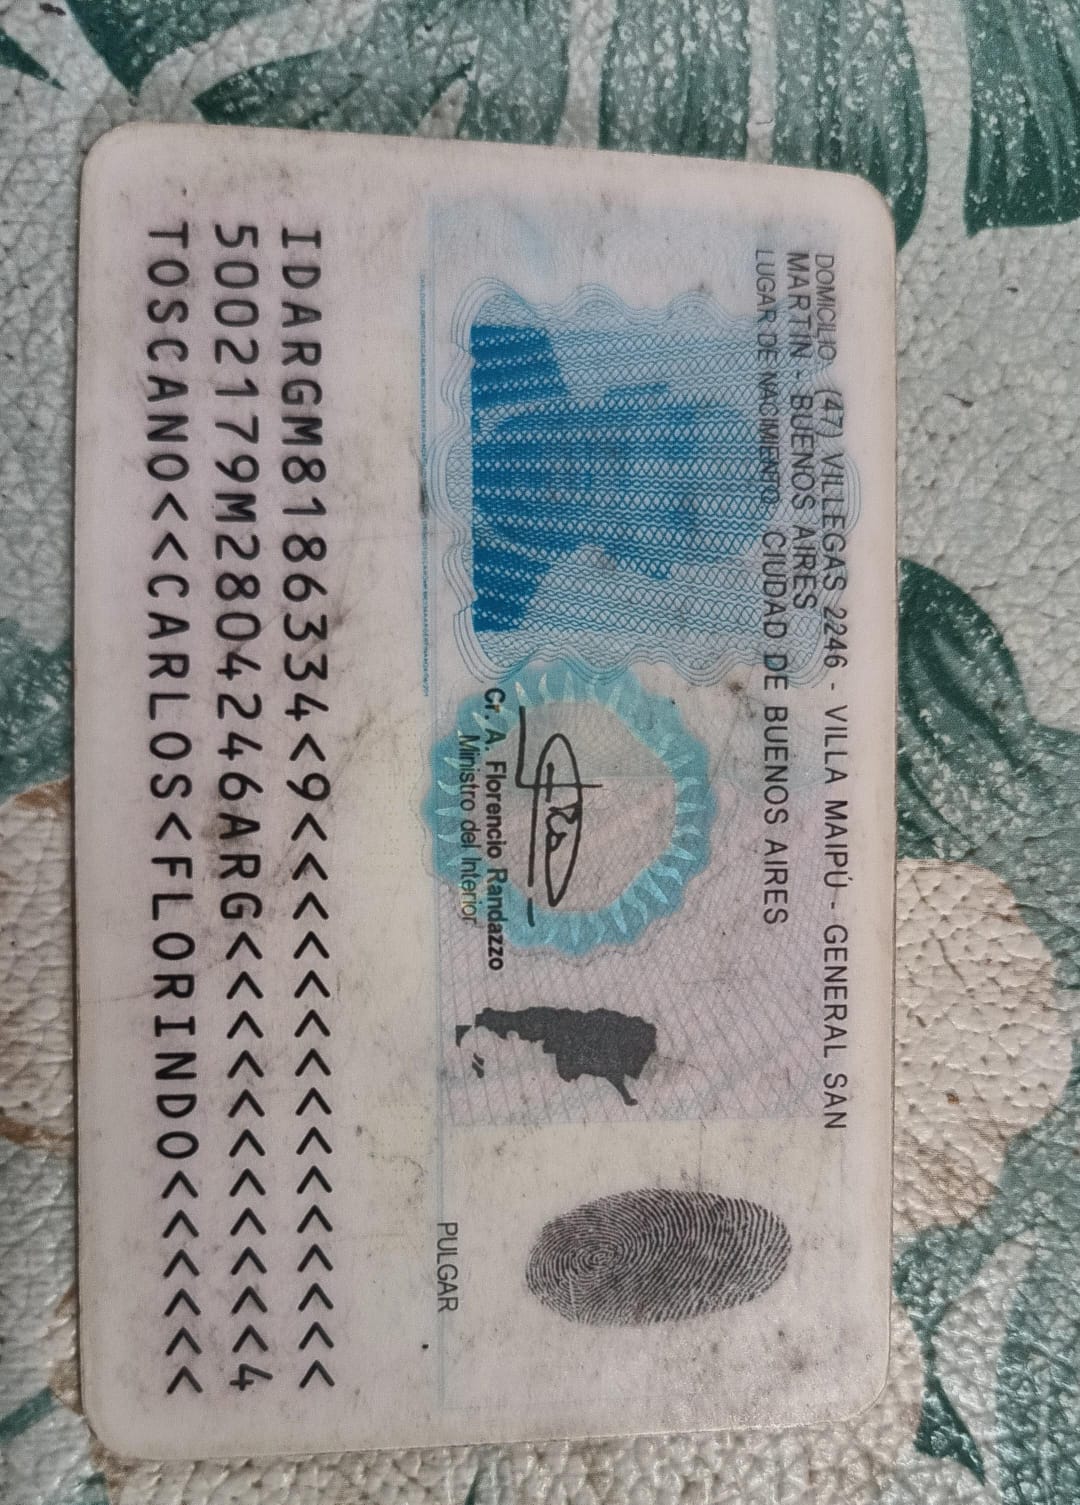 DOMICILIO: (47) VILLEGAS 2246 - VILLA MAIPÚ - GENERAL SAN
MARTIN - BUENOS AIRES
LUGAR DE NACIMIENTO: CIUDAD DE BUENOS AIRES
Cr. A. Florencio Randazzo
Ministro del Interior
PULGAR
IDARGM8186334<9<<<<<<<<<<<<<<<
5002179M2804246ARG<<<<<<<<<<<4
TOSCANO<<CARLOS<FLORINDO<<<<<<